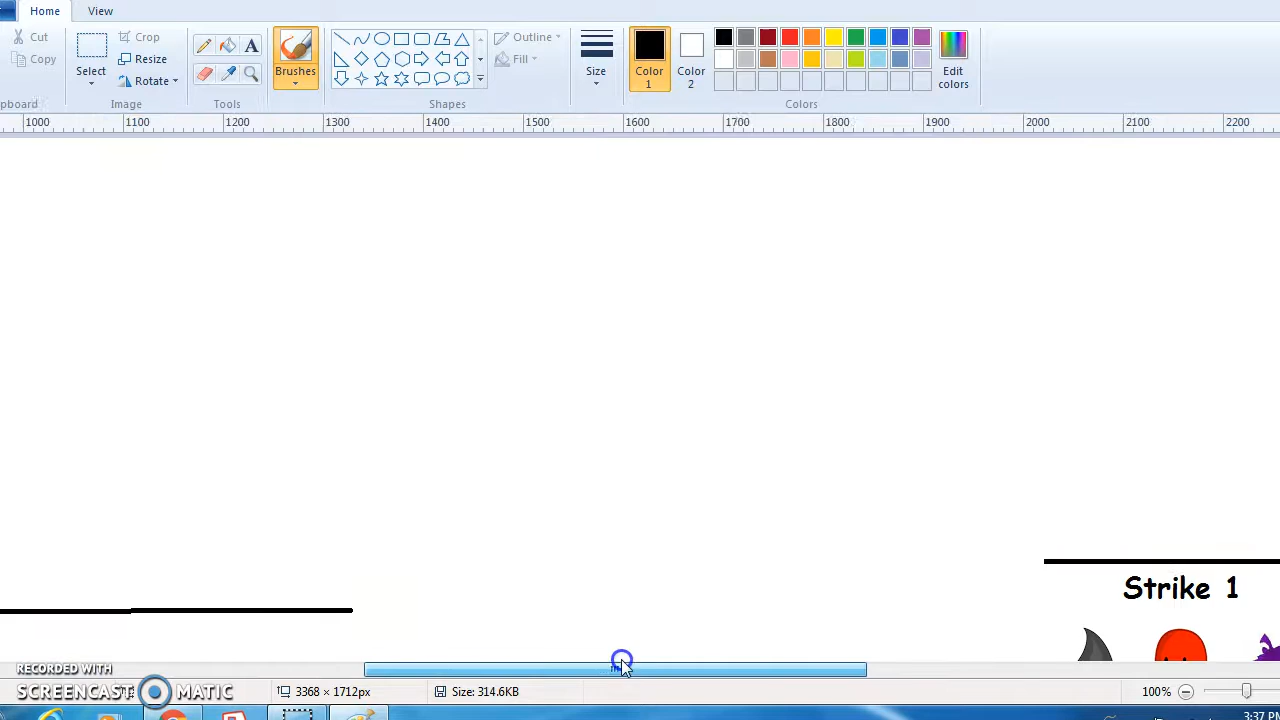 Home View
Cut Crop
Copy Select Resize Brushes Outline Size Color 1 Color 2 Edit colors
Rotate Fill
Image Tools Shapes Colors
1000 1100 1200 1300 1400 1500 1600 1700 1800 1900 2000 2100 2200
Strike 1
RECORDED WITH
SCREENCAST MATIC
3368 × 1712px Size: 314.6KB 100%